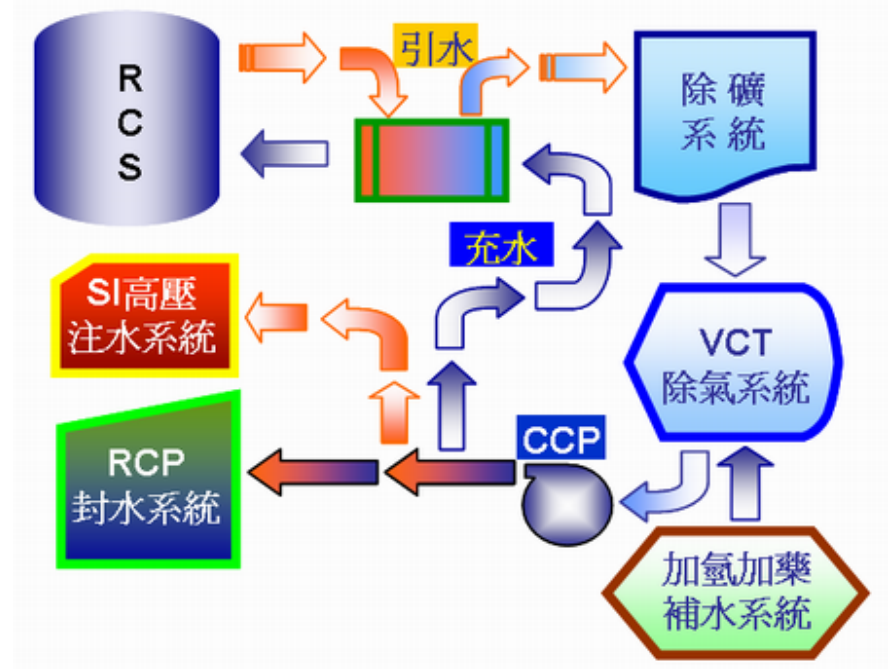 R
C
S
引水
除礦
系統
充水
SI高壓
注水系統
VCT
除氣系統
RCP
封水系統
CCP
加氫加藥
補水系統